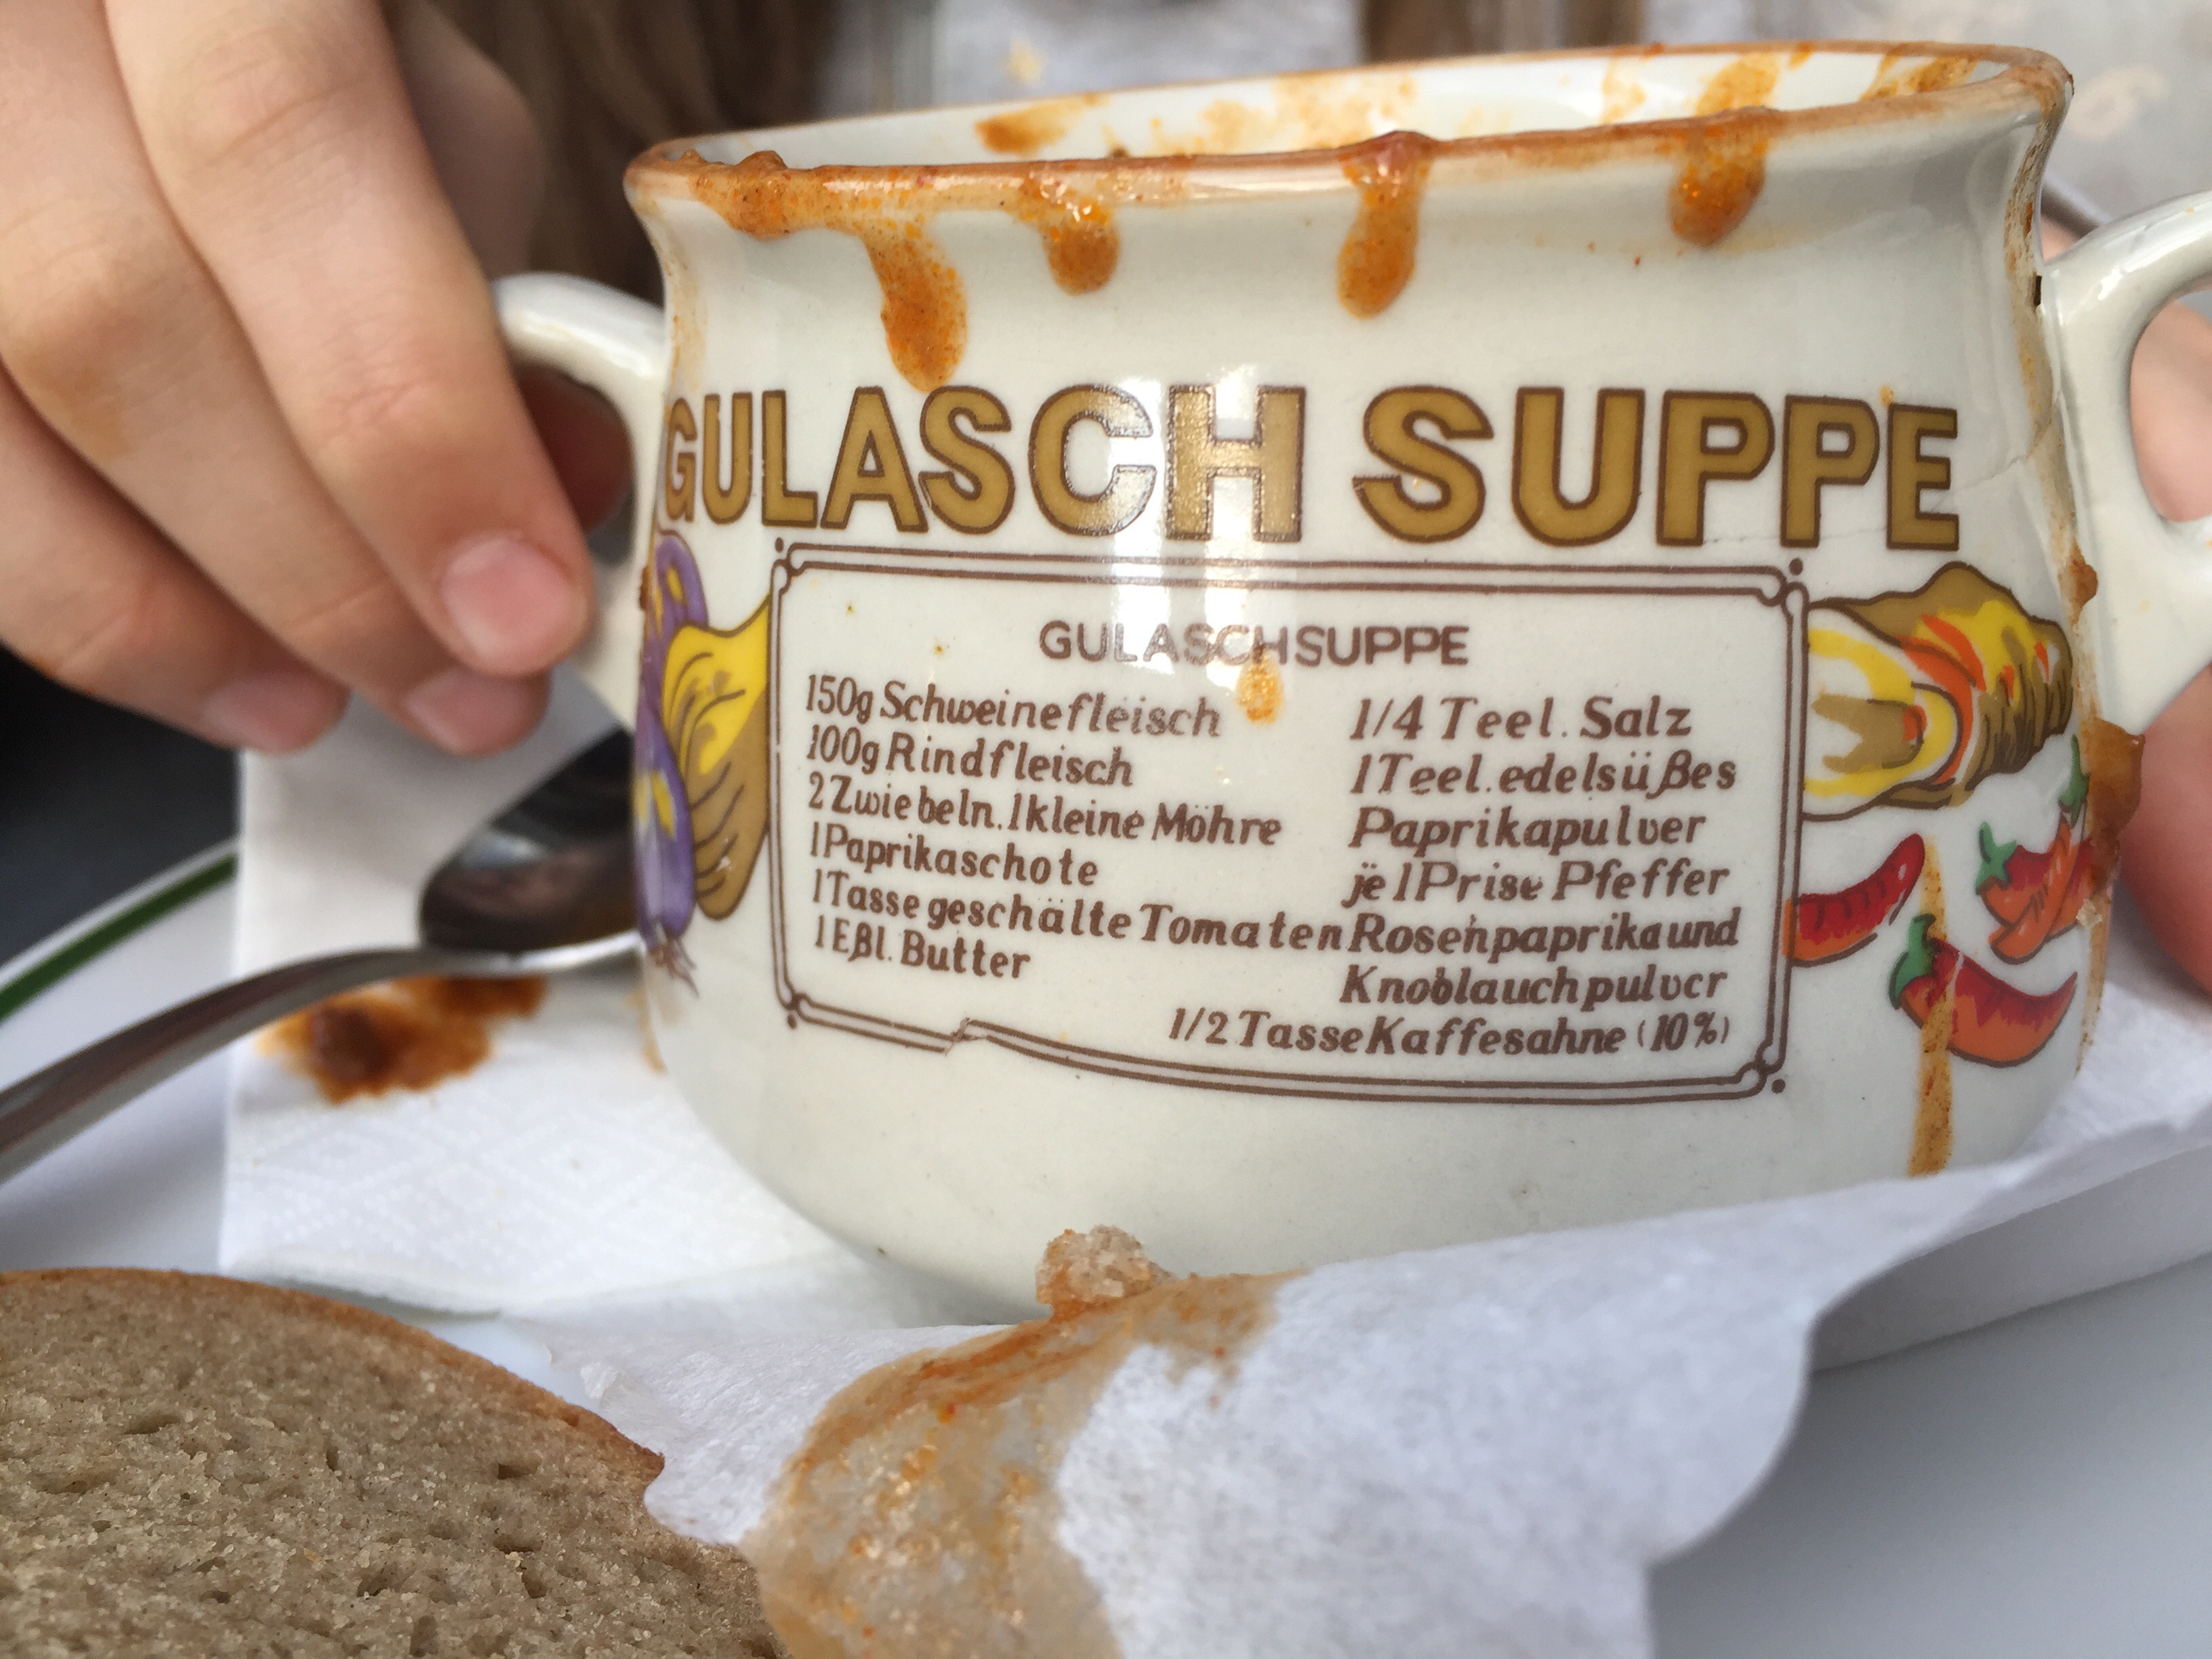 GULASCH SUPPE
GULASCHSUPPE
150g Schweinefleisch
100g Rindfleisch
2 Zwiebeln. 1 kleine Möhre
1 Paprikaschote
1 Tasse geschälte Tomaten
1 Eßl. Butter
1/4 Teel. Salz
1 Teel. edelsüßes
Paprikapulver
je 1 Prise Pfeffer
Rosenpaprika und
Knoblauchpulver
1/2 Tasse Kaffesahne (10%)